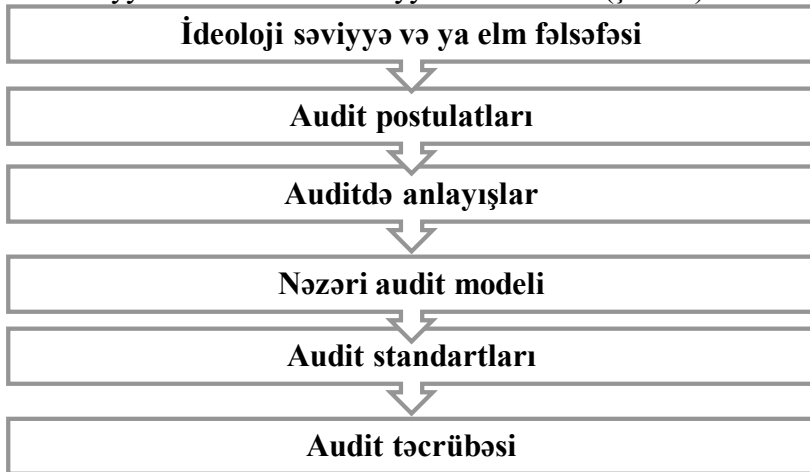 İdeoloji səviyyə və ya elm fəlsəfəsi
Audit postulatları
Auditdə anlayışlar
Nəzəri audit modeli
Audit standartları
Audit təcrübəsi